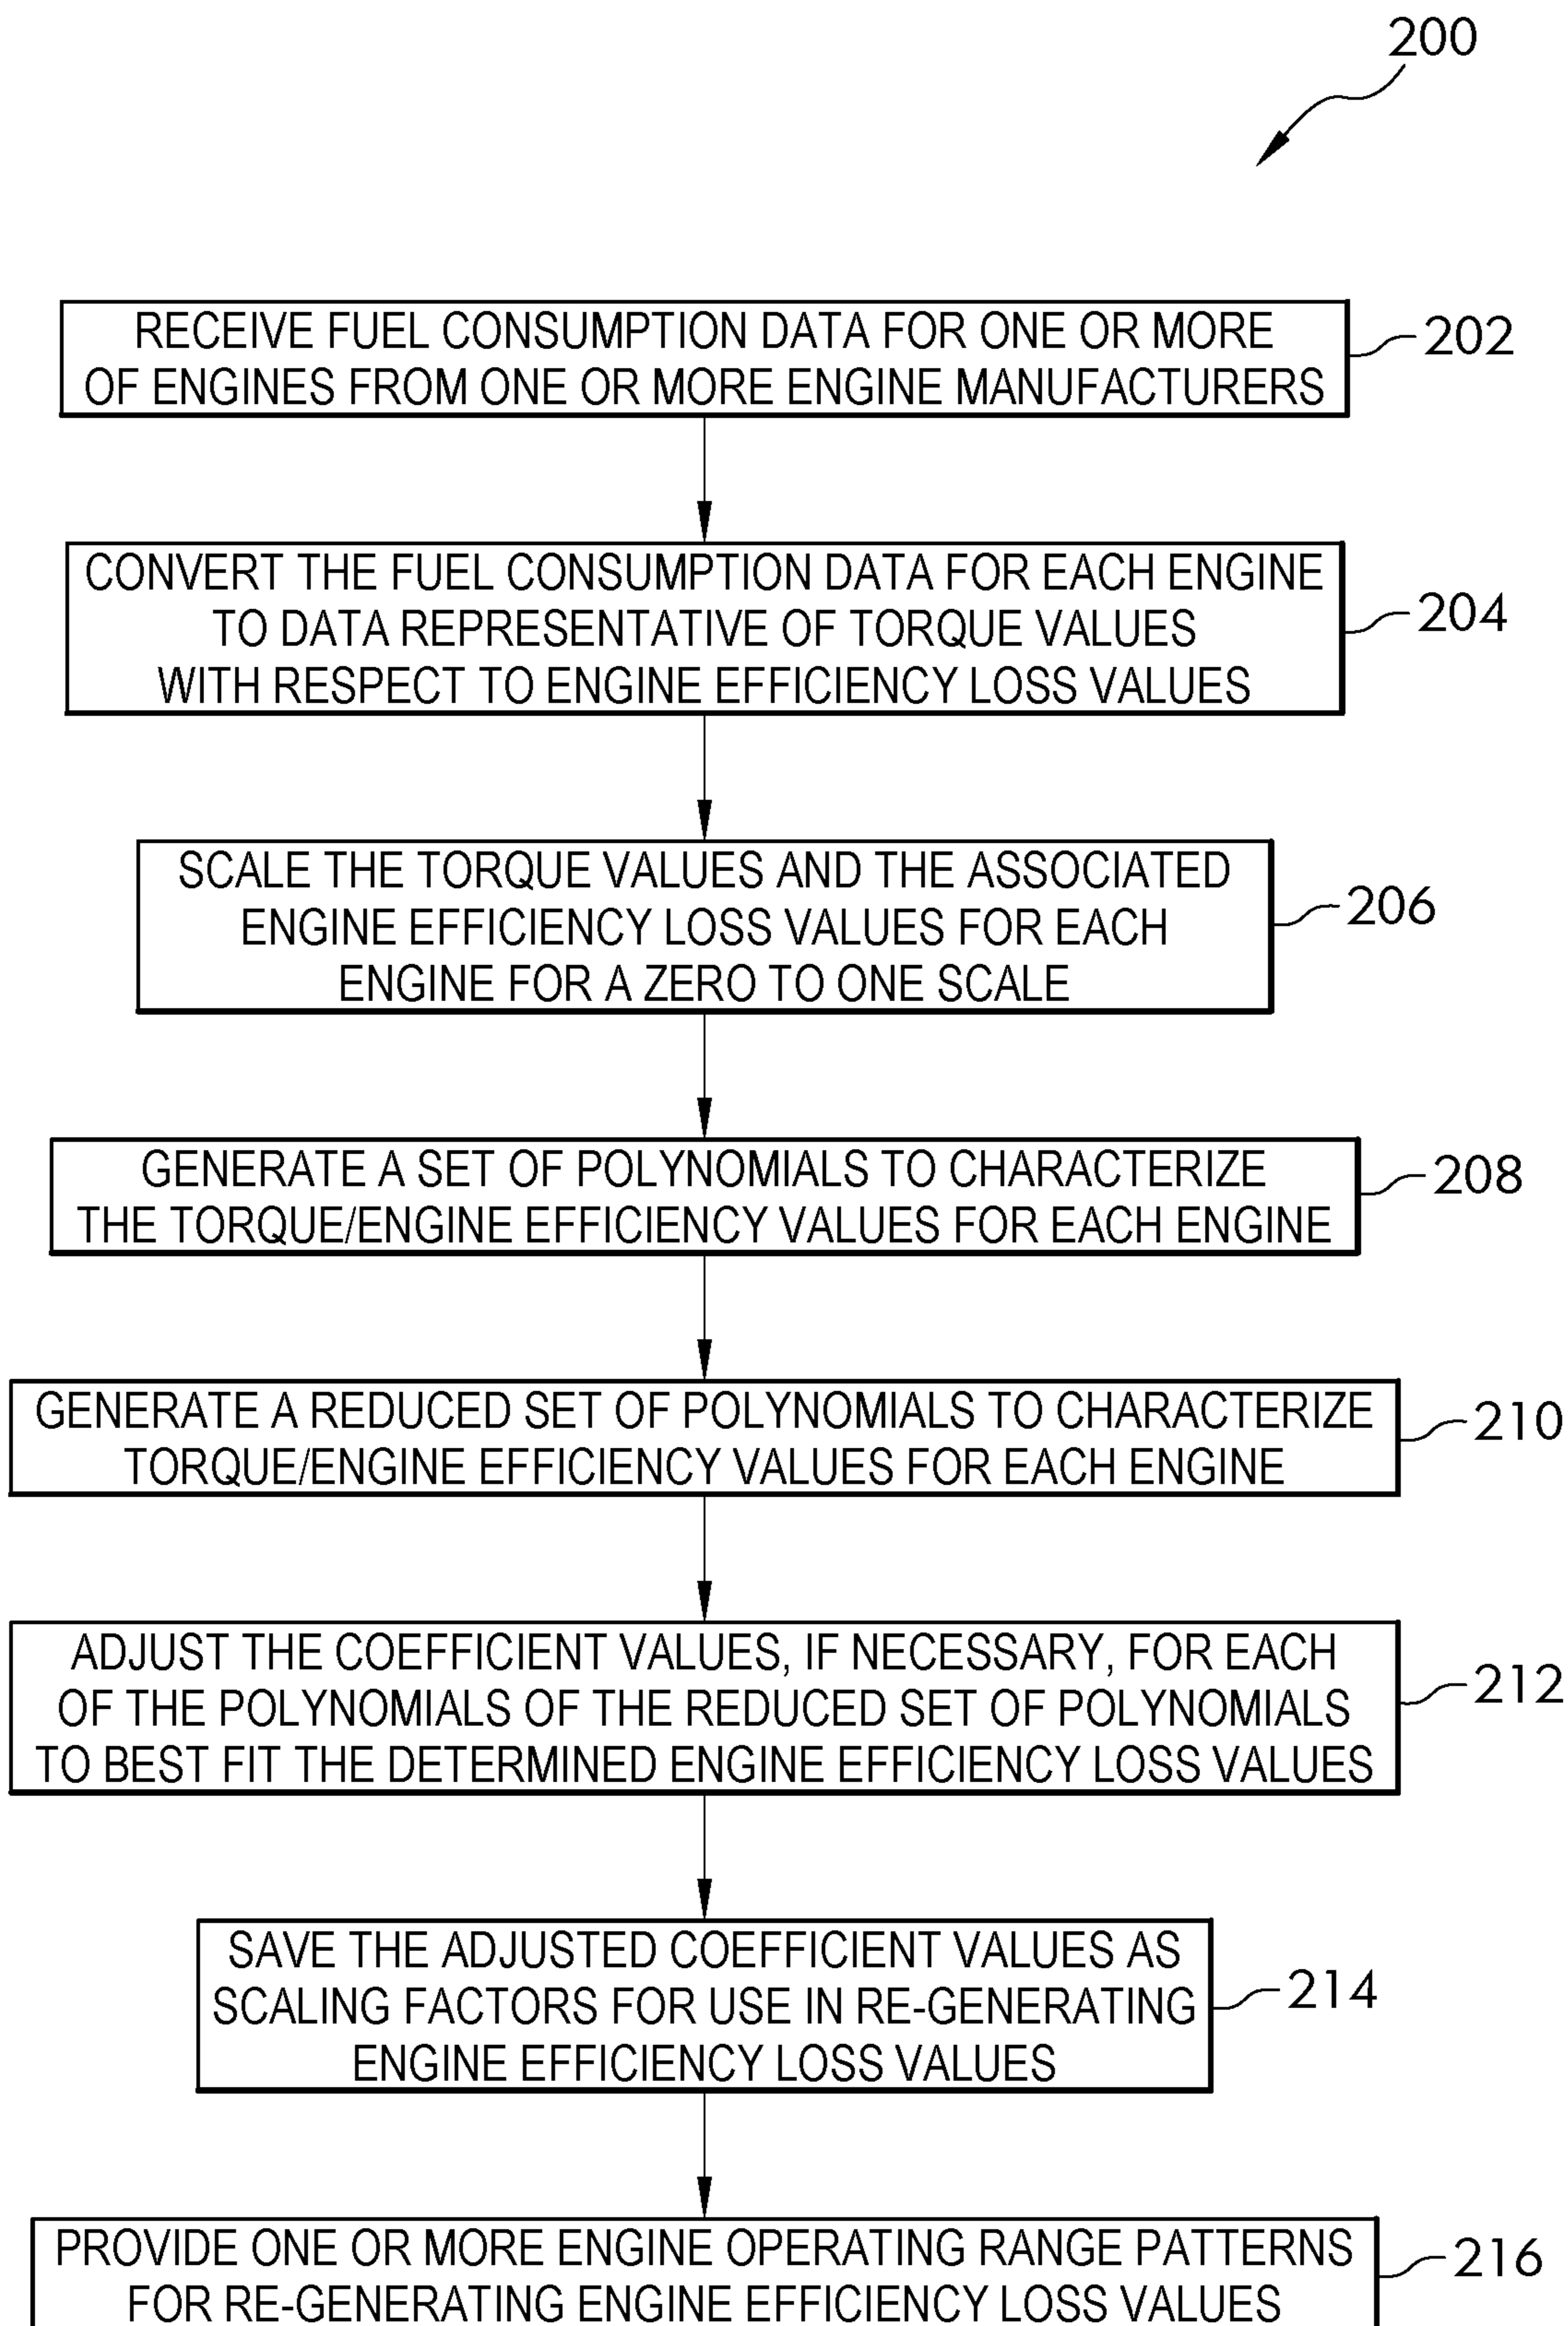 200
RECEIVE FUEL CONSUMPTION DATA FOR ONE OR MORE
OF ENGINES FROM ONE OR MORE ENGINE MANUFACTURERS
202
CONVERT THE FUEL CONSUMPTION DATA FOR EACH ENGINE
TO DATA REPRESENTATIVE OF TORQUE VALUES
WITH RESPECT TO ENGINE EFFICIENCY LOSS VALUES
204
SCALE THE TORQUE VALUES AND THE ASSOCIATED
ENGINE EFFICIENCY LOSS VALUES FOR EACH
ENGINE FOR A ZERO TO ONE SCALE
206
GENERATE A SET OF POLYNOMIALS TO CHARACTERIZE
THE TORQUE/ENGINE EFFICIENCY VALUES FOR EACH ENGINE
208
GENERATE A REDUCED SET OF POLYNOMIALS TO CHARACTERIZE
TORQUE/ENGINE EFFICIENCY VALUES FOR EACH ENGINE
210
ADJUST THE COEFFICIENT VALUES, IF NECESSARY, FOR EACH
OF THE POLYNOMIALS OF THE REDUCED SET OF POLYNOMIALS
TO BEST FIT THE DETERMINED ENGINE EFFICIENCY LOSS VALUES
212
SAVE THE ADJUSTED COEFFICIENT VALUES AS
SCALING FACTORS FOR USE IN RE-GENERATING
ENGINE EFFICIENCY LOSS VALUES
214
PROVIDE ONE OR MORE ENGINE OPERATING RANGE PATTERNS
FOR RE-GENERATING ENGINE EFFICIENCY LOSS VALUES
216